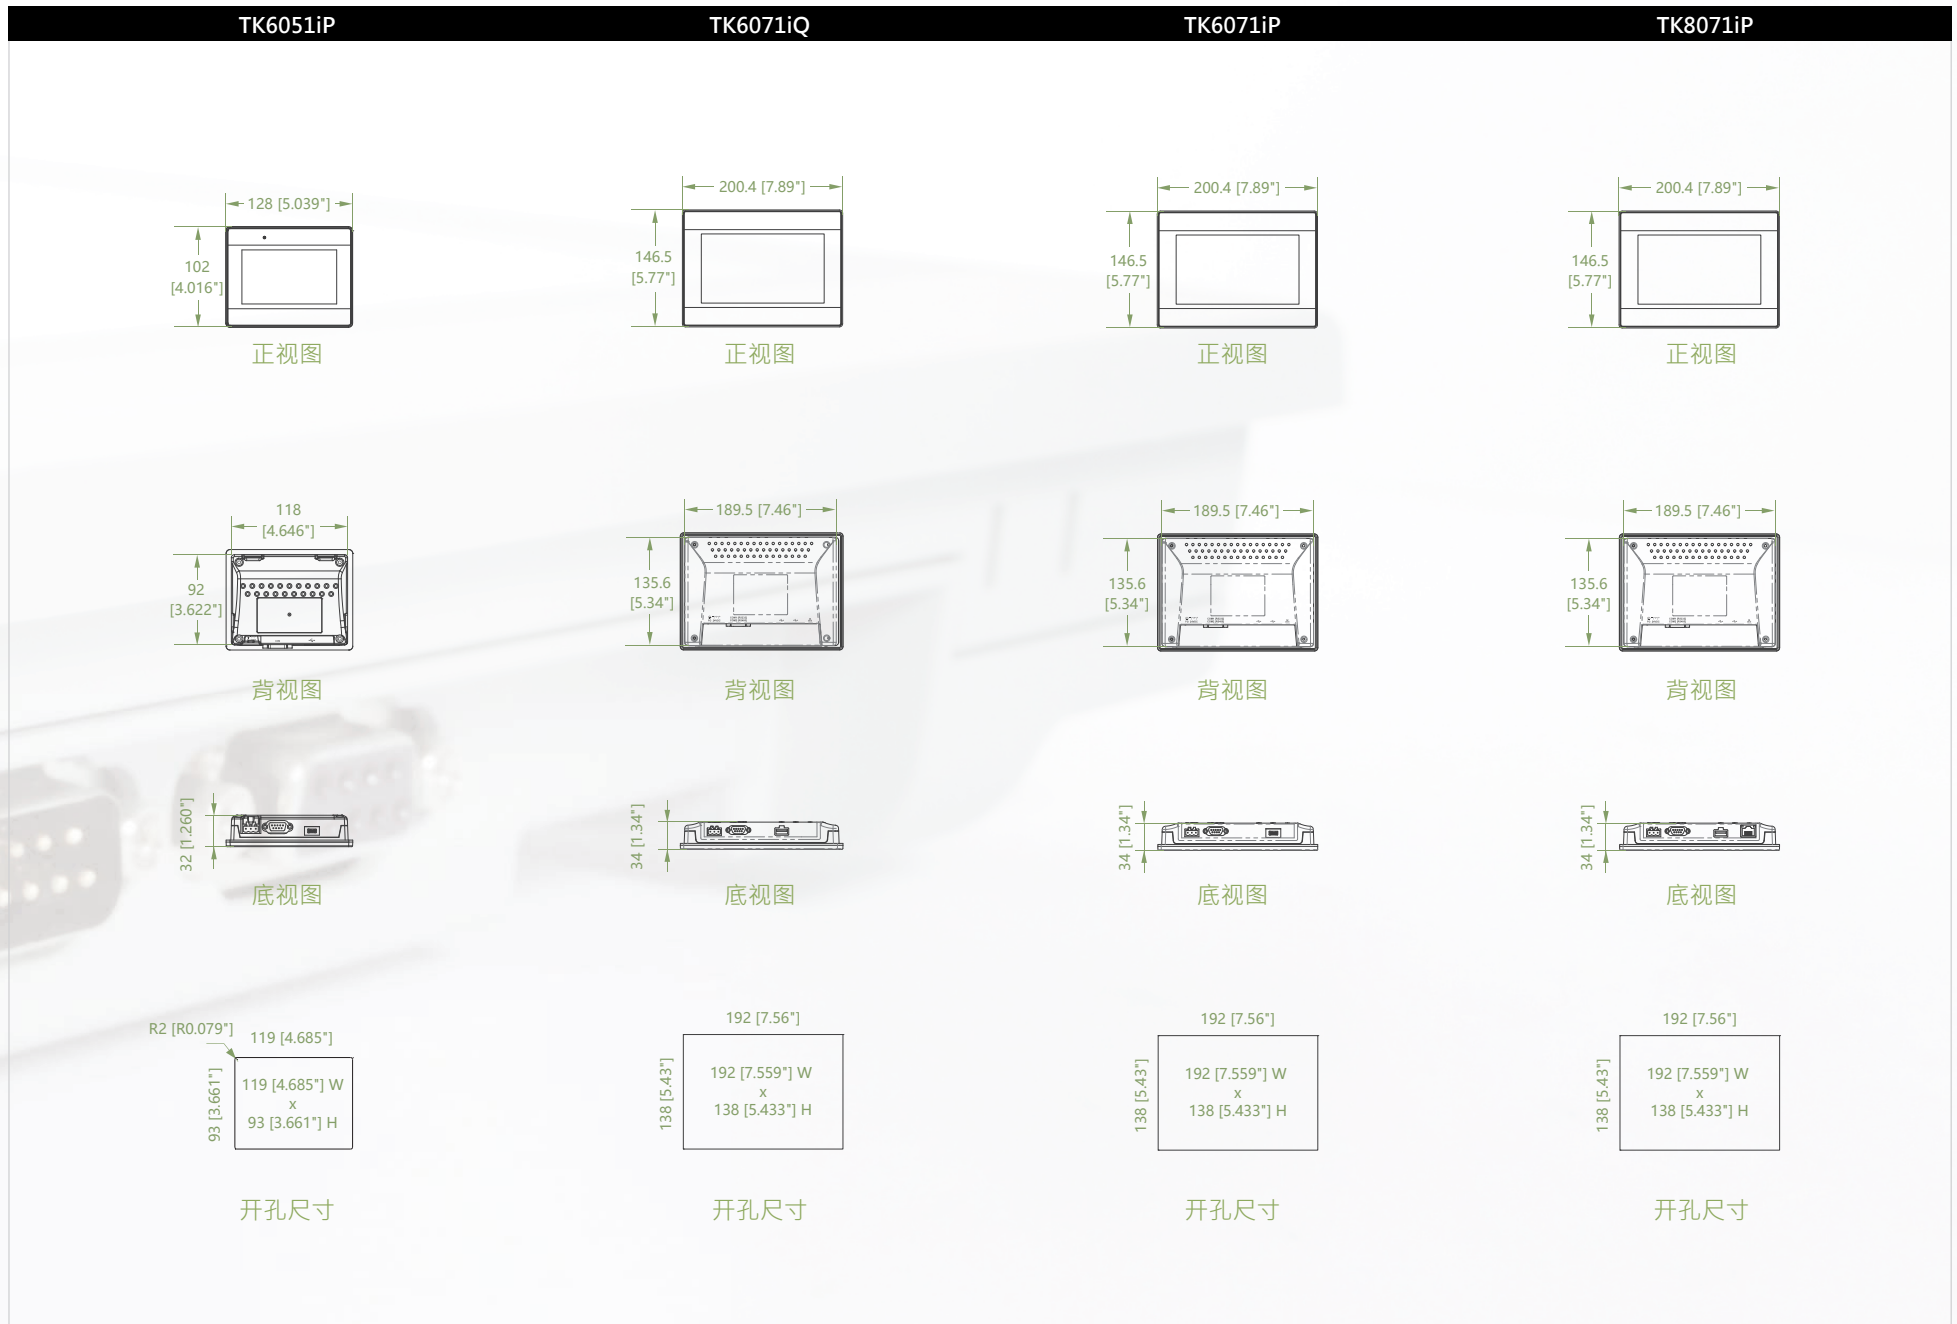 TK6051iP TK6071iQ TK6071iP TK8071iP
128 [5.039"]
102
[4.016"]
正视图
200.4 [7.89"]
146.5
[5.77"]
正视图
200.4 [7.89"]
146.5
[5.77"]
正视图
200.4 [7.89"]
146.5
[5.77"]
正视图
118
[4.646"]
92
[3.622"]
背视图
189.5 [7.46"]
135.6
[5.34"]
背视图
189.5 [7.46"]
135.6
[5.34"]
背视图
189.5 [7.46"]
135.6
[5.34"]
背视图
32 [1.260"]
底视图
34 [1.34"]
底视图
34 [1.34"]
底视图
34 [1.34"]
底视图
R2 [R0.079"]
119 [4.685"]
93 [3.661"]
119 [4.685"] W
x
93 [3.661"] H
开孔尺寸
192 [7.56"]
138 [5.43"]
192 [7.559"] W
x
138 [5.433"] H
开孔尺寸
192 [7.56"]
138 [5.43"]
192 [7.559"] W
x
138 [5.433"] H
开孔尺寸
192 [7.56"]
138 [5.43"]
192 [7.559"] W
x
138 [5.433"] H
开孔尺寸